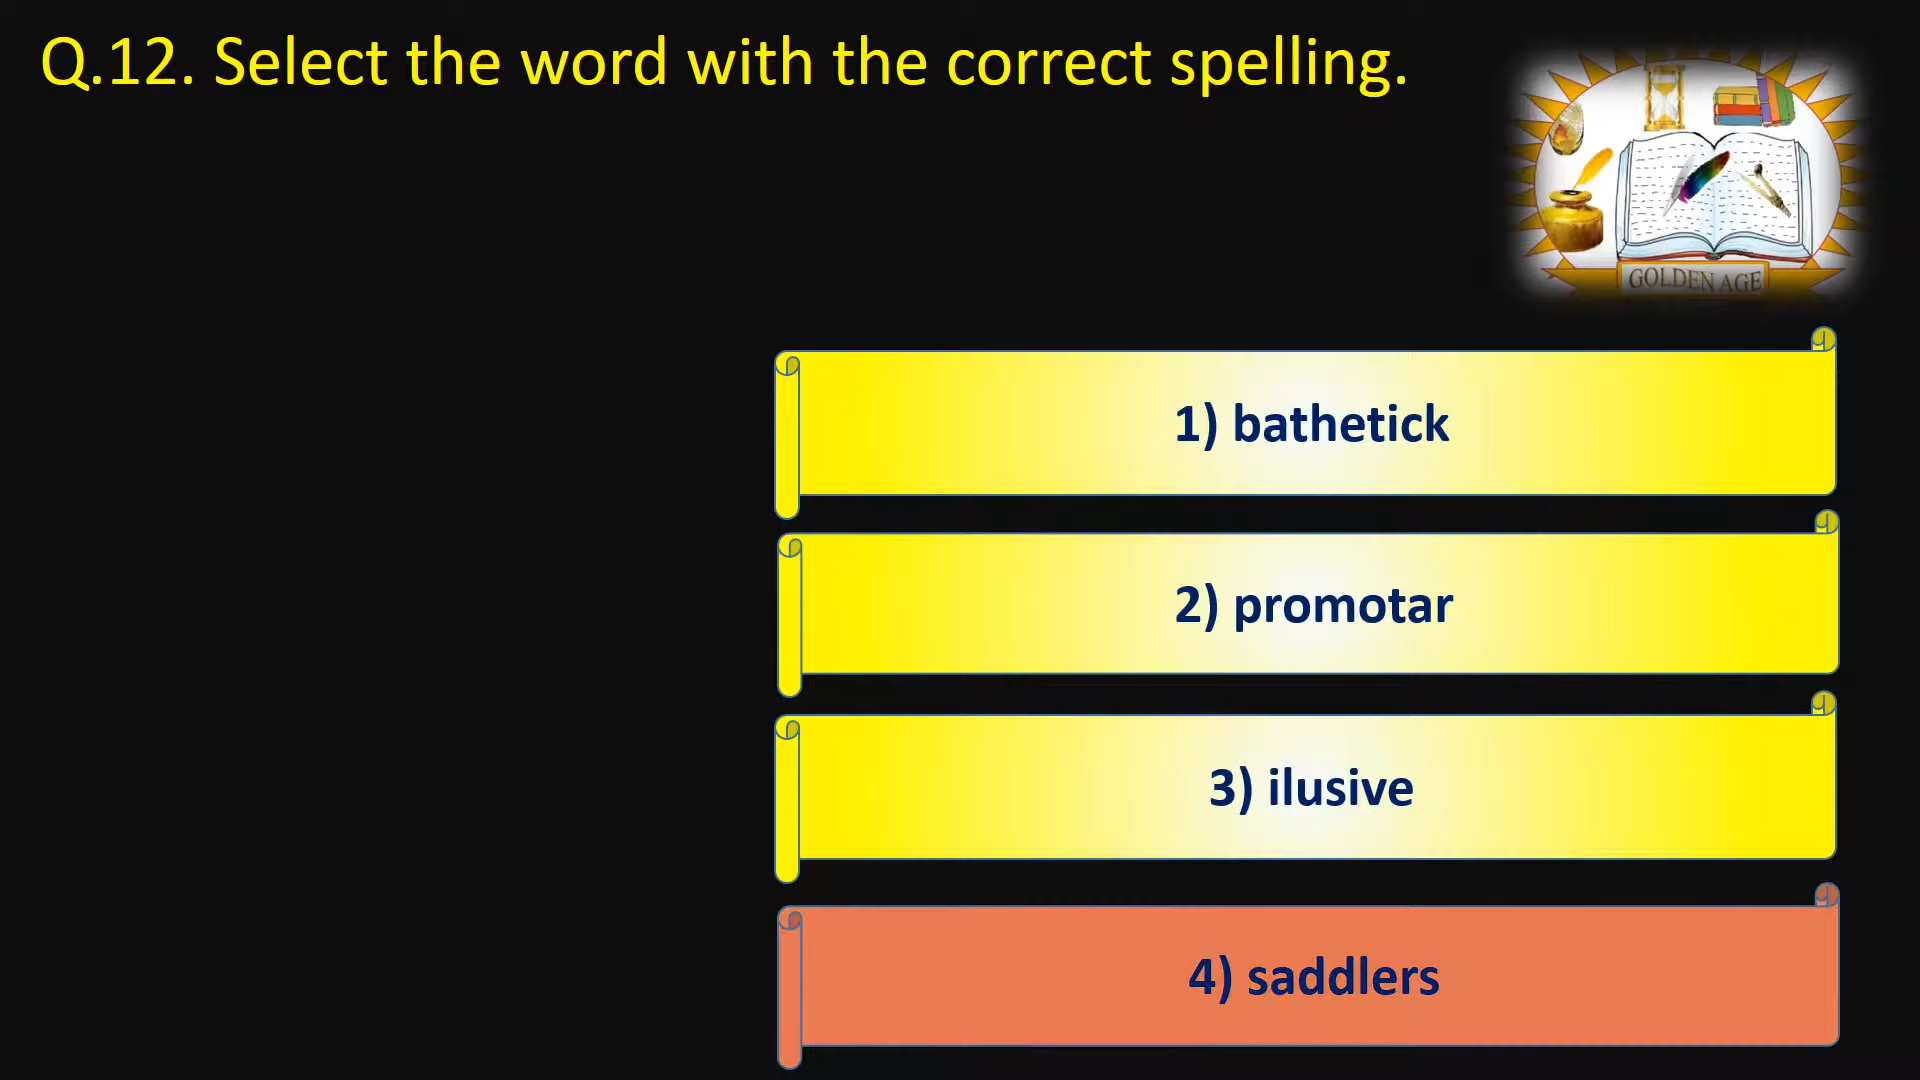 Q.12. Select the word with the correct spelling.
GOLDEN AGE
1) bathetick
2) promotar
3) ilusive
4) saddlers